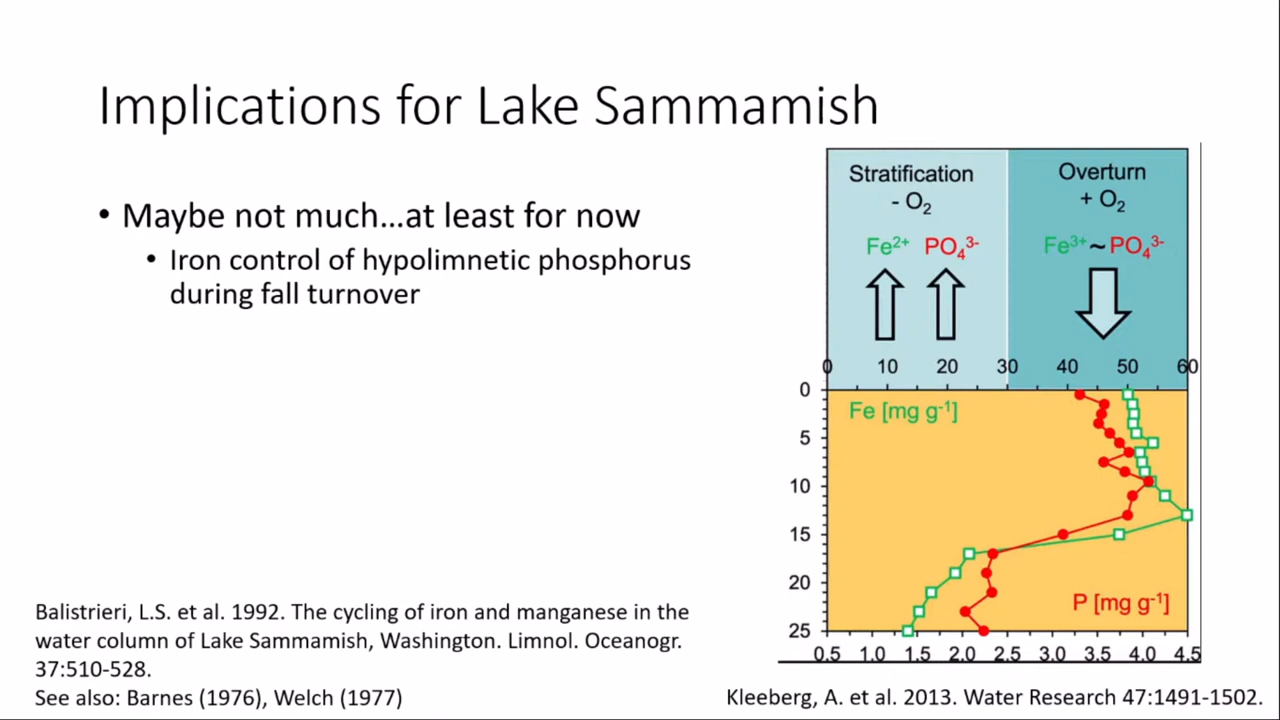 Implications for Lake Sammamish
• Maybe not much...at least for now
• Iron control of hypolimnetic phosphorus
during fall turnover
Stratification
- O₂
Overturn
+ O₂
Fe²⁺ PO₄³⁻
Fe³⁺ ~ PO₄³⁻
0 10 20 30 40 50 60
Fe [mg g⁻¹]
0
5
10
15
20
25
P [mg g⁻¹]
0.5 1.0 1.5 2.0 2.5 3.0 3.5 4.0 4.5
Balistrieri, L.S. et al. 1992. The cycling of iron and manganese in the
water column of Lake Sammamish, Washington. Limnol. Oceanogr.
37:510-528.
See also: Barnes (1976), Welch (1977)
Kleeberg, A. et al. 2013. Water Research 47:1491-1502.